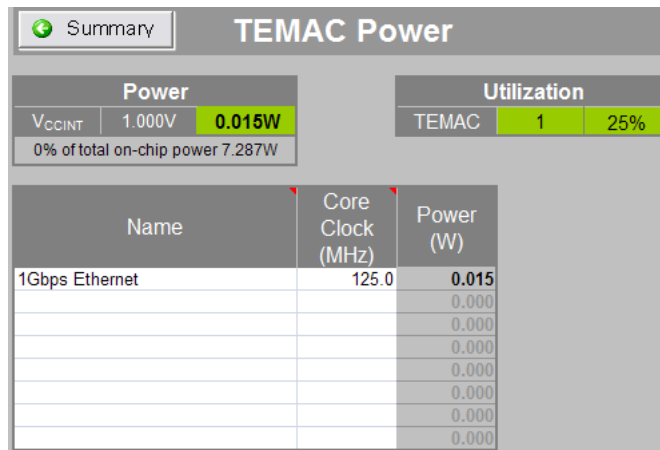 Summary
TEMAC Power
Power
VCCINT 1.000V 0.015W
0% of total on-chip power 7.287W
Utilization
TEMAC 1 25%
Name
Core Clock (MHz)
Power (W)
1Gbps Ethernet 125.0 0.015
0.000
0.000
0.000
0.000
0.000
0.000
0.000